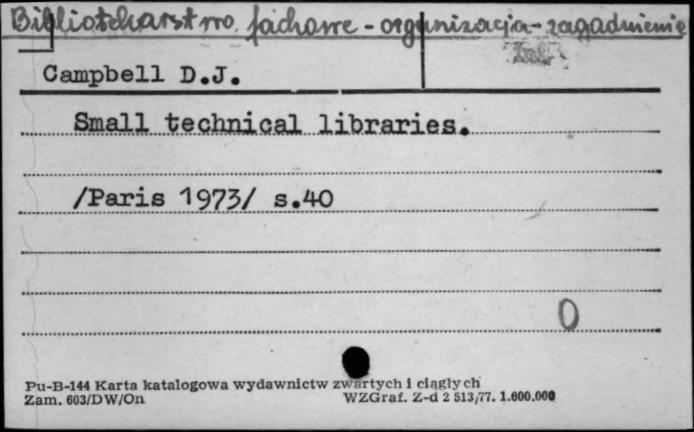 Bibliotekarstwo fachowe - organizacja - zagadnienie
Campbell D.J.
Small technical libraries.
/Paris 1973/ s.40
0
Pu-B-144 Karta katalogowa wydawnictw zwartych i ciągłych
Zam. 603/DW/On WZGraf. Z-d 2 513/77. 1.600.000